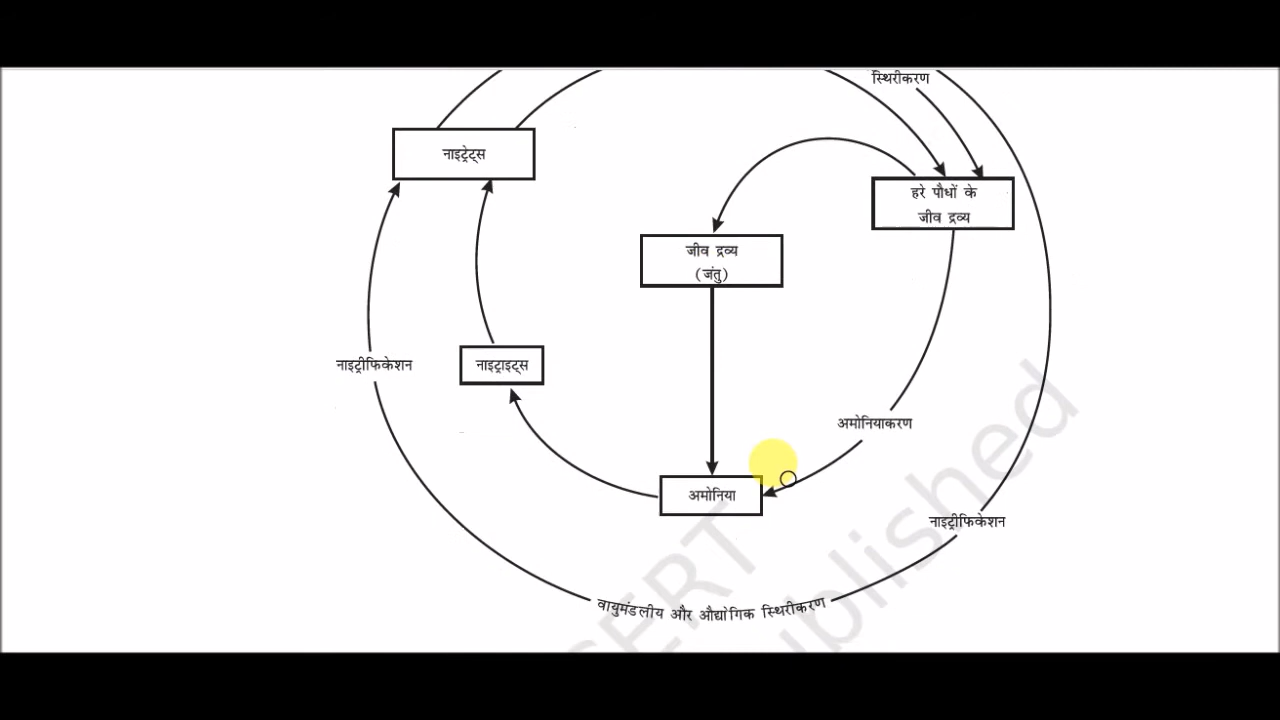 स्थिरीकरण
नाइट्रेट्स
हरे पौधों के
जीव द्रव्य
जीव द्रव्य
(जंतु)
नाइट्रीफिकेशन
नाइट्राइट्स
अमोनियाकरण
अमोनिया
नाइट्रीफिकेशन
वायुमंडलीय और औद्योगिक स्थिरीकरण